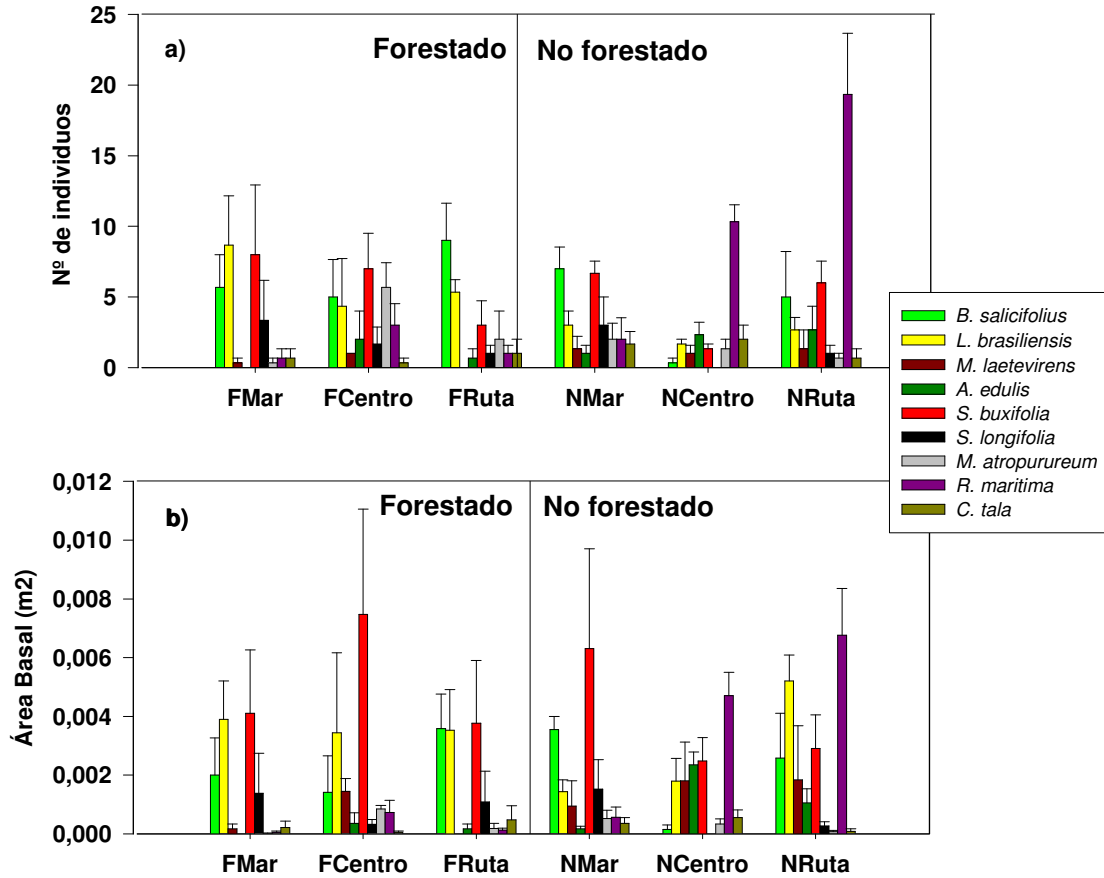 a)
Forestado
No forestado
Nº de individuos
25
20
15
10
5
0
FMar
FCentro
FRuta
NMar
NCentro
NRuta
B. salicifolius
L. brasiliensis
M. laetevirens
A. edulis
S. buxifolia
S. longifolia
M. atropurureum
R. maritima
C. tala
b)
Forestado
No forestado
Área Basal (m2)
0,012
0,010
0,008
0,006
0,004
0,002
0,000
FMar
FCentro
FRuta
NMar
NCentro
NRuta